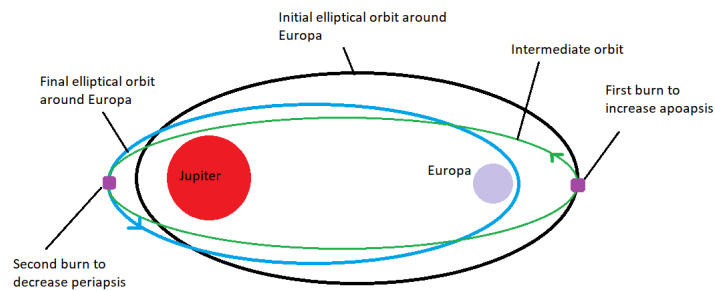 Initial elliptical orbit around
Europa
Intermediate orbit
Final elliptical orbit
around Europa
First burn to
increase apoapsis
Jupiter
Europa
Second burn to
decrease periapsis